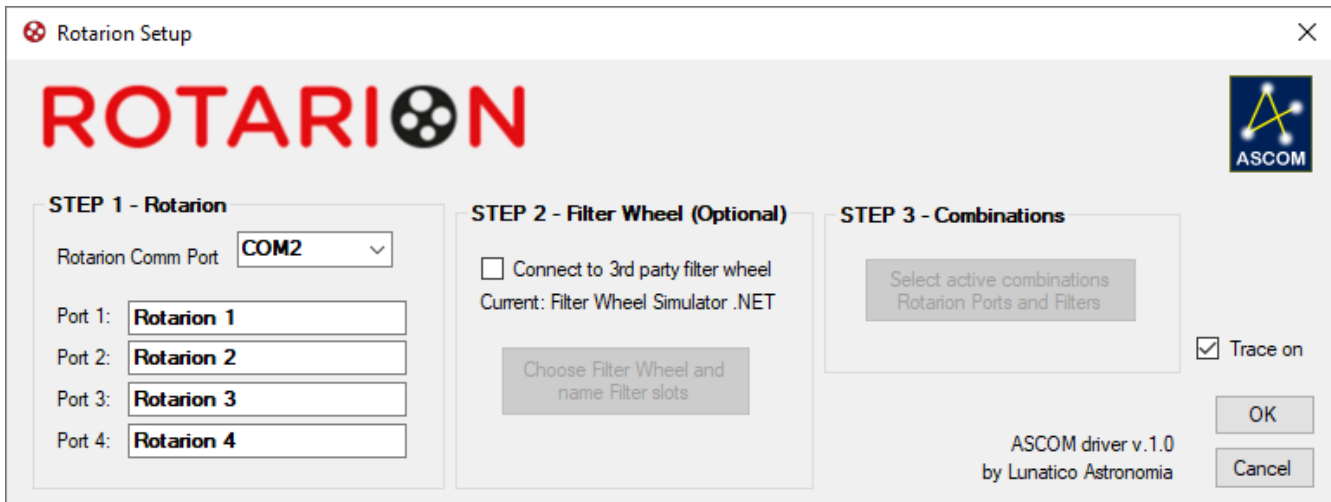 Rotarion Setup
ROTARION
ASCOM
STEP 1 - Rotarion
Rotarion Comm Port COM2
Port 1: Rotarion 1
Port 2: Rotarion 2
Port 3: Rotarion 3
Port 4: Rotarion 4
STEP 2 - Filter Wheel (Optional)
Connect to 3rd party filter wheel
Current: Filter Wheel Simulator .NET
Choose Filter Wheel and
name Filter slots
STEP 3 - Combinations
Select active combinations
Rotarion Ports and Filters
Trace on
OK
ASCOM driver v.1.0
by Lunatico Astronomia
Cancel